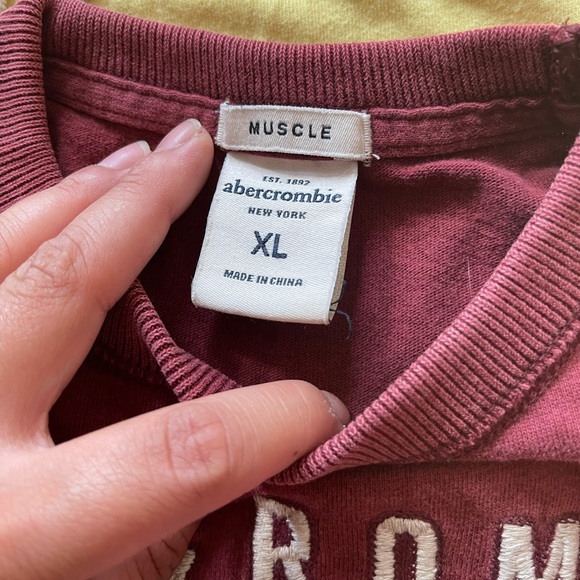 MUSCLE
EST. 1892
abercrombie
NEW YORK
XL
MADE IN CHINA
ROM